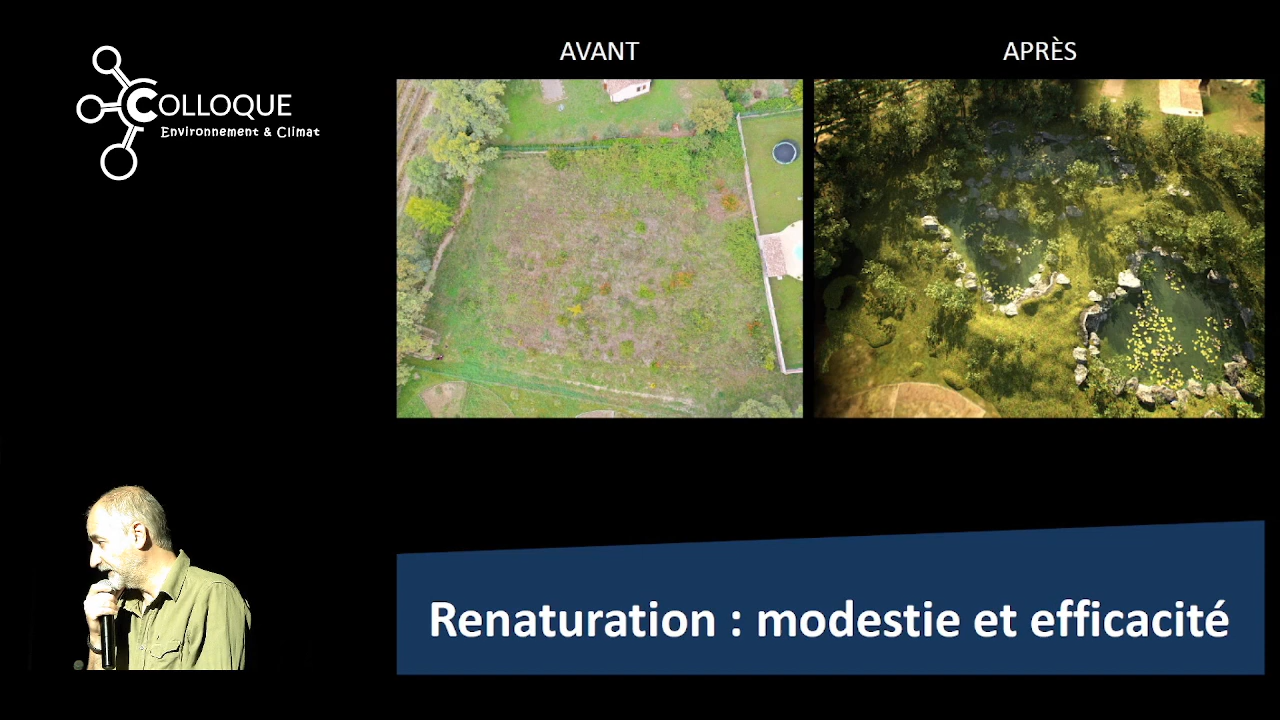 COLLOQUE
Environnement & Climat
AVANT
APRÈS
Renaturation : modestie et efficacité